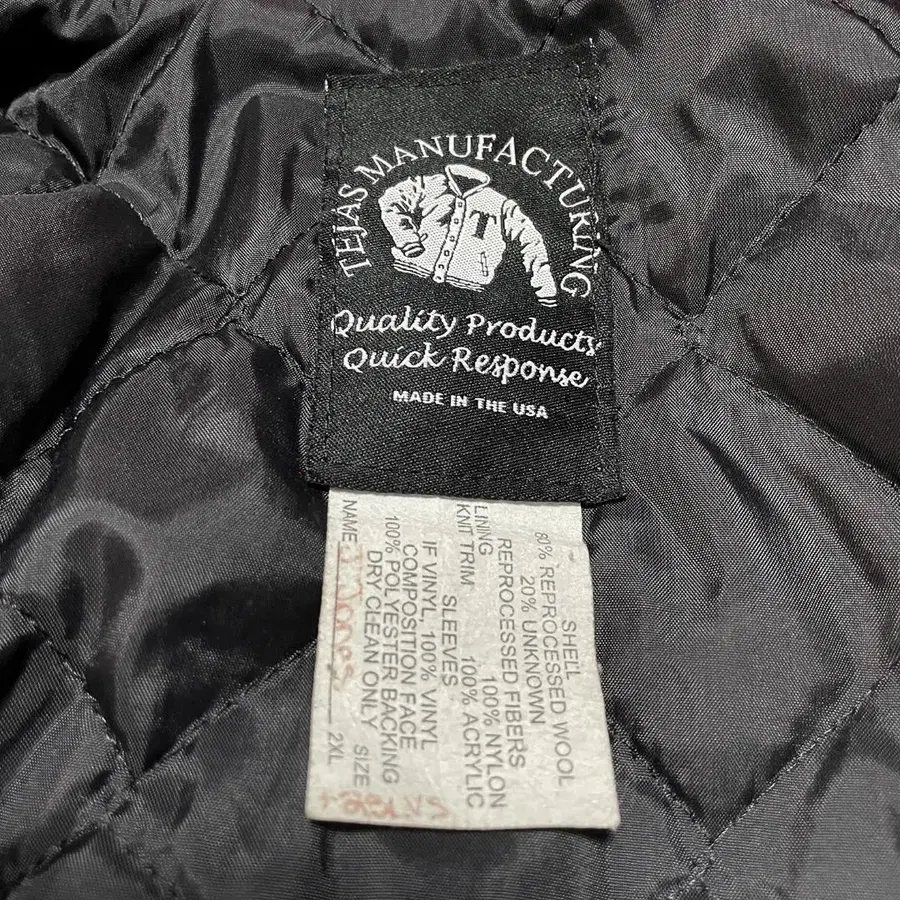 TEJAS MANUFACTURING
T
Quality Products
Quick Response
MADE IN THE USA
SHELL
80% REPROCESSED WOOL
20% UNKNOWN
REPROCESSED FIBERS
LINING 100% NYLON
KNIT TRIM 100% ACRYLIC
SLEEVES
IF VINYL, 100% VINYL
COMPOSITION FACE
100% POLYESTER BACKING
DRY CLEAN ONLY
NAME J Jones SIZE 2XL